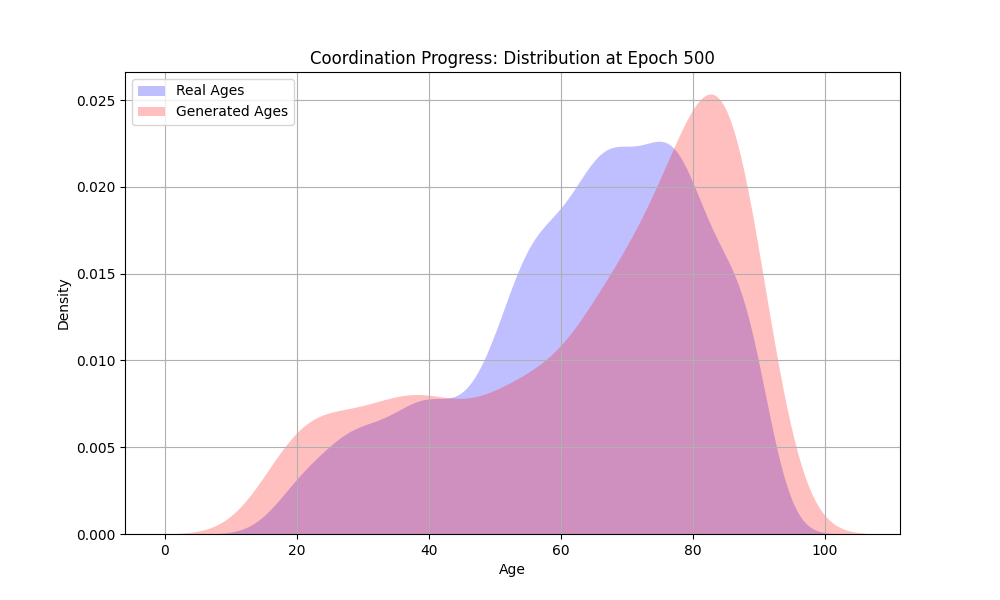 Coordination Progress: Distribution at Epoch 500
Real Ages
Generated Ages
0.025
0.020
0.015
0.010
0.005
0.000
Density
0 20 40 60 80 100
Age